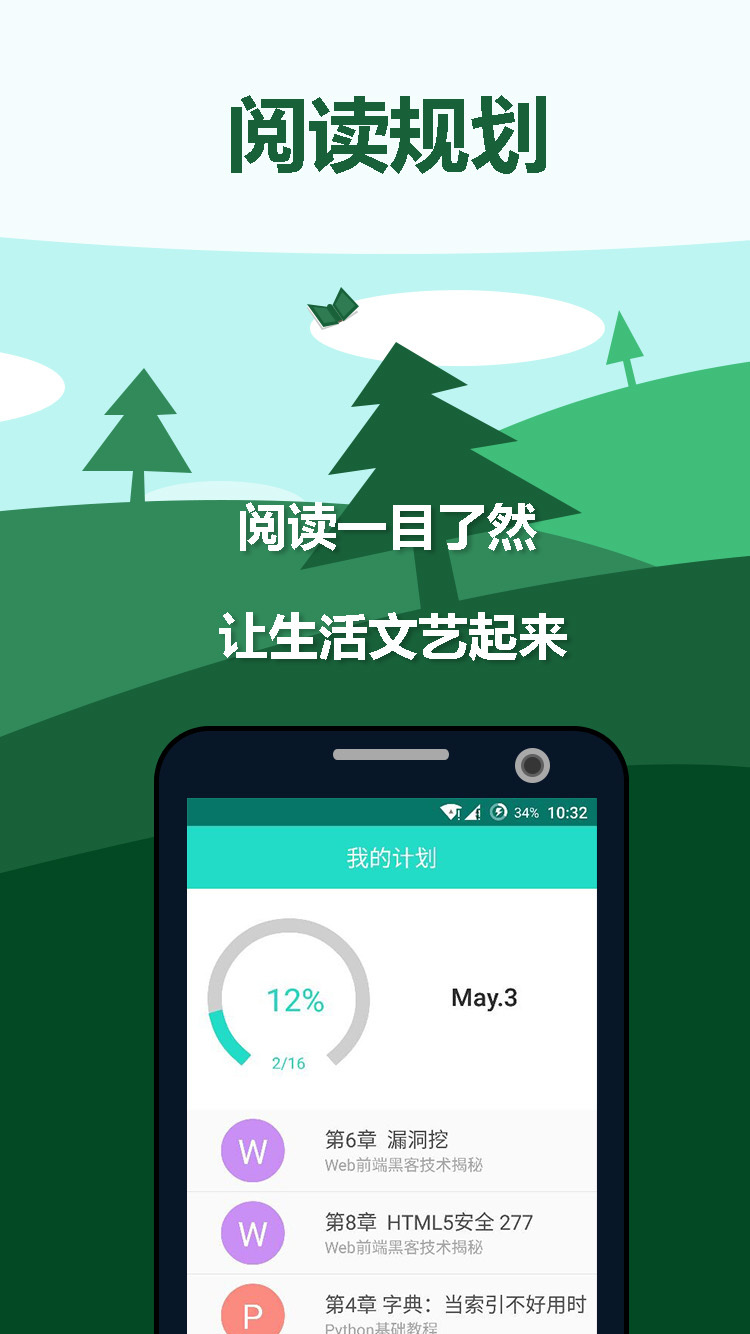 阅读规划
阅读一目了然
让生活文艺起来
34% 10:32
我的计划
12%
May.3
2/16
W
第6章 漏洞挖
Web前端黑客技术揭秘
W
第8章 HTML5安全 277
Web前端黑客技术揭秘
P
第4章 字典：当索引不好用时
Python基础教程